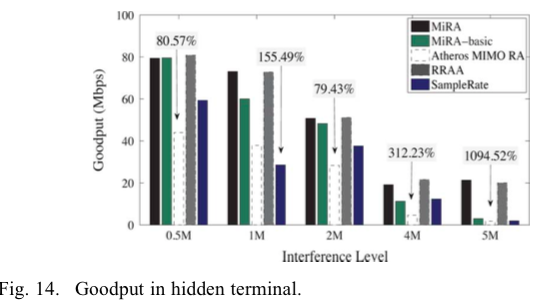 100
80
60
40
20
0
Goodput (Mbps)
80.57%
155.49%
79.43%
312.23%
1094.52%
MiRA
MiRA-basic
Atheros MIMO RA
RRAA
SampleRate
0.5M 1M 2M 4M 5M
Interference Level
Fig. 14. Goodput in hidden terminal.